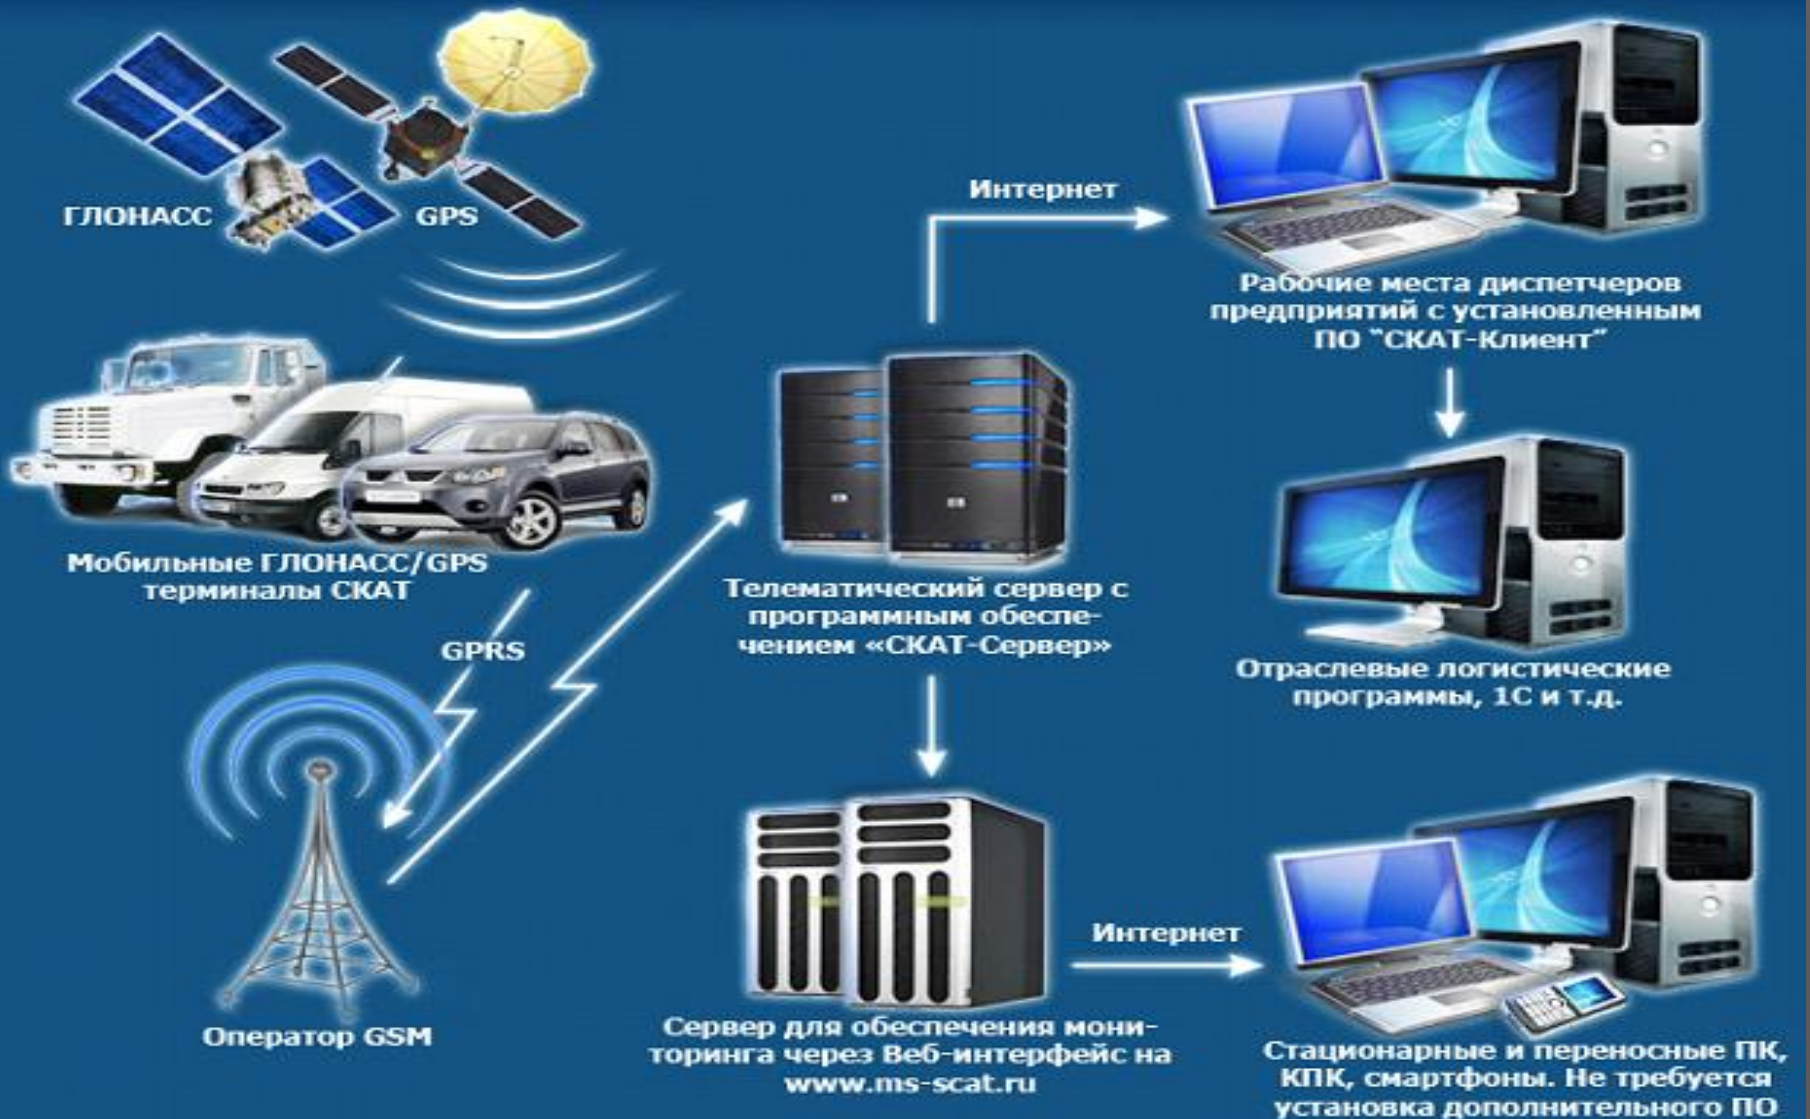 ГЛОНАСС
GPS
Интернет
Рабочие места диспетчеров
предприятий с установленным
ПО “СКАТ-Клиент”
Мобильные ГЛОНАСС/GPS
терминалы СКАТ
GPRS
Телематический сервер с
программным обеспе-
чением «СКАТ-Сервер»
Отраслевые логистические
программы, 1С и т.д.
Оператор GSM
Сервер для обеспечения мони-
торинга через Веб-интерфейс на
www.ms-scat.ru
Интернет
Стационарные и переносные ПК,
КПК, смартфоны. Не требуется
установка дополнительного ПО